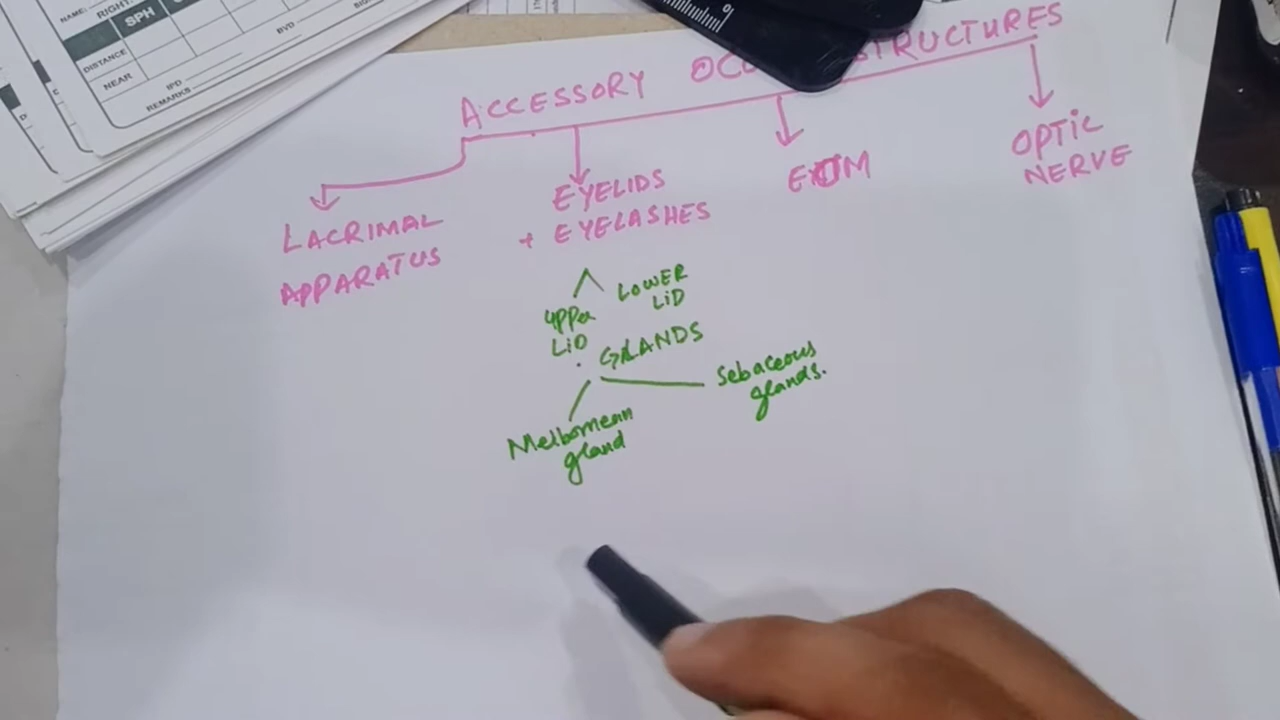 NAME:
RIGHT:
SPH
DISTANCE
NEAR
IPD
BVD
REMARKS
ACCESSORY STRUCTURES
LACRIMAL
APPARATUS
EYELIDS
+ EYELASHES
EOM
OPTIC
NERVE
UPPer
LiD
LOWER
LiD
GLANDS
Meibomean
gland
Sebaceous
glands.